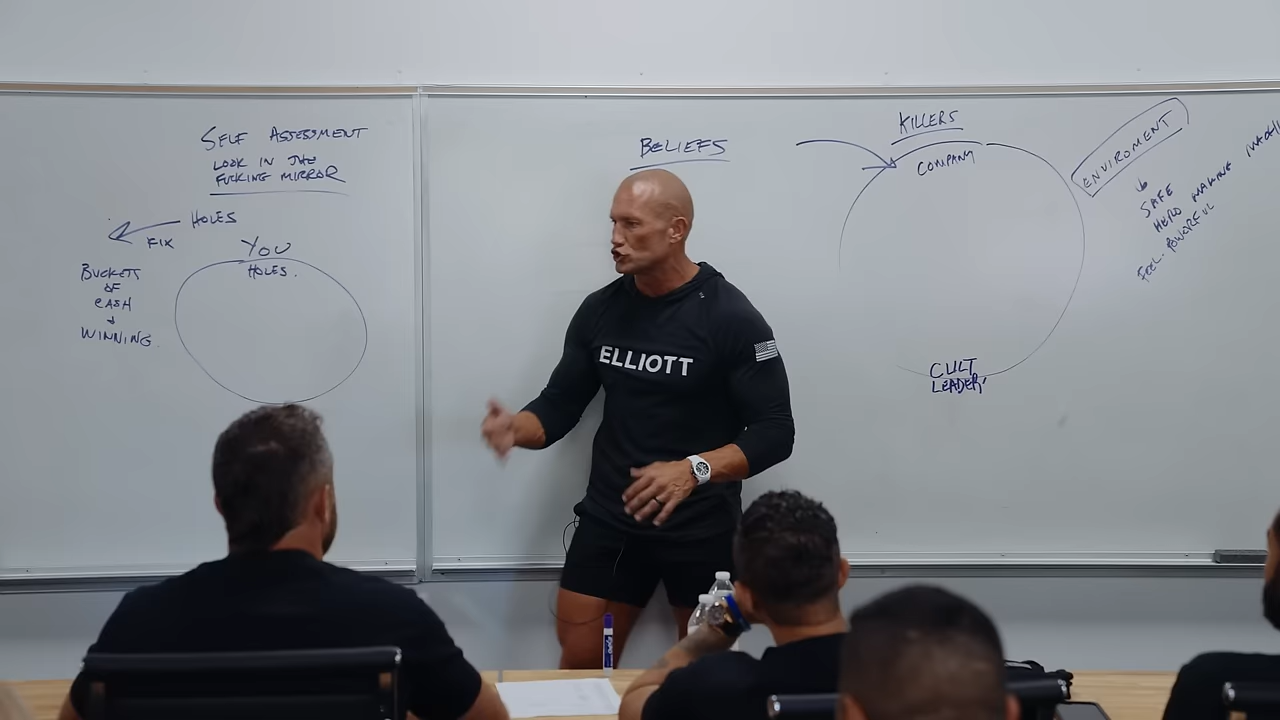 SELF ASSESSMENT
LOOK IN THE
FUCKING MIRROR
HOLES
FIX
YOU
HOLES.
BUCKETS
OF
CASH
+
WINNING
BELIEFS
ELLIOTT
KILLERS
COMPANY
CULT
LEADER
ENVIROMENT
SAFE
HERO MAKING
FEEL. POWERFUL